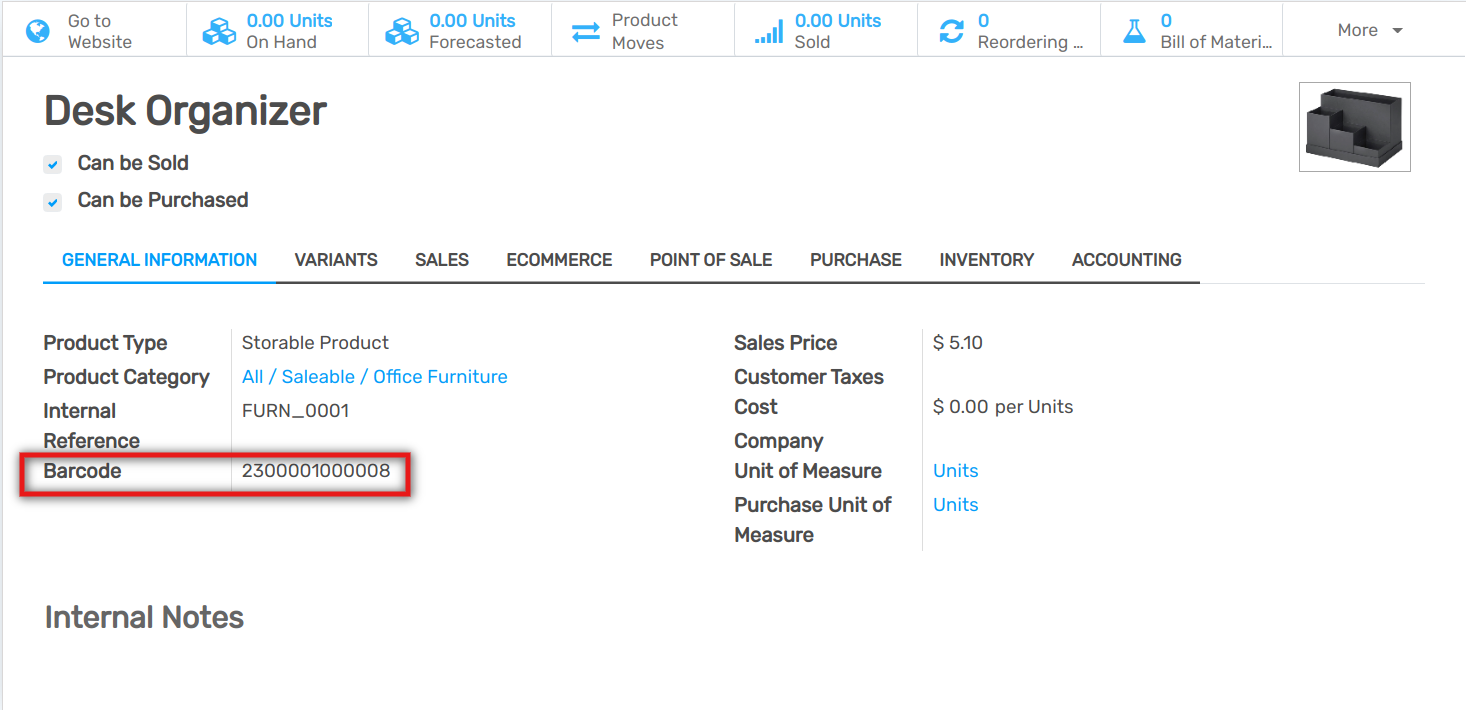 Go to
Website
0.00 Units
On Hand
0.00 Units
Forecasted
Product
Moves
0.00 Units
Sold
0
Reordering ...
0
Bill of Materi...
More
Desk Organizer
Can be Sold
Can be Purchased
GENERAL INFORMATION VARIANTS SALES ECOMMERCE POINT OF SALE PURCHASE INVENTORY ACCOUNTING
Product Type Storable Product
Product Category All / Saleable / Office Furniture
Internal FURN_0001
Reference
Barcode 2300001000008
Sales Price $ 5.10
Customer Taxes
Cost $ 0.00 per Units
Company
Unit of Measure Units
Purchase Unit of Units
Measure
Internal Notes